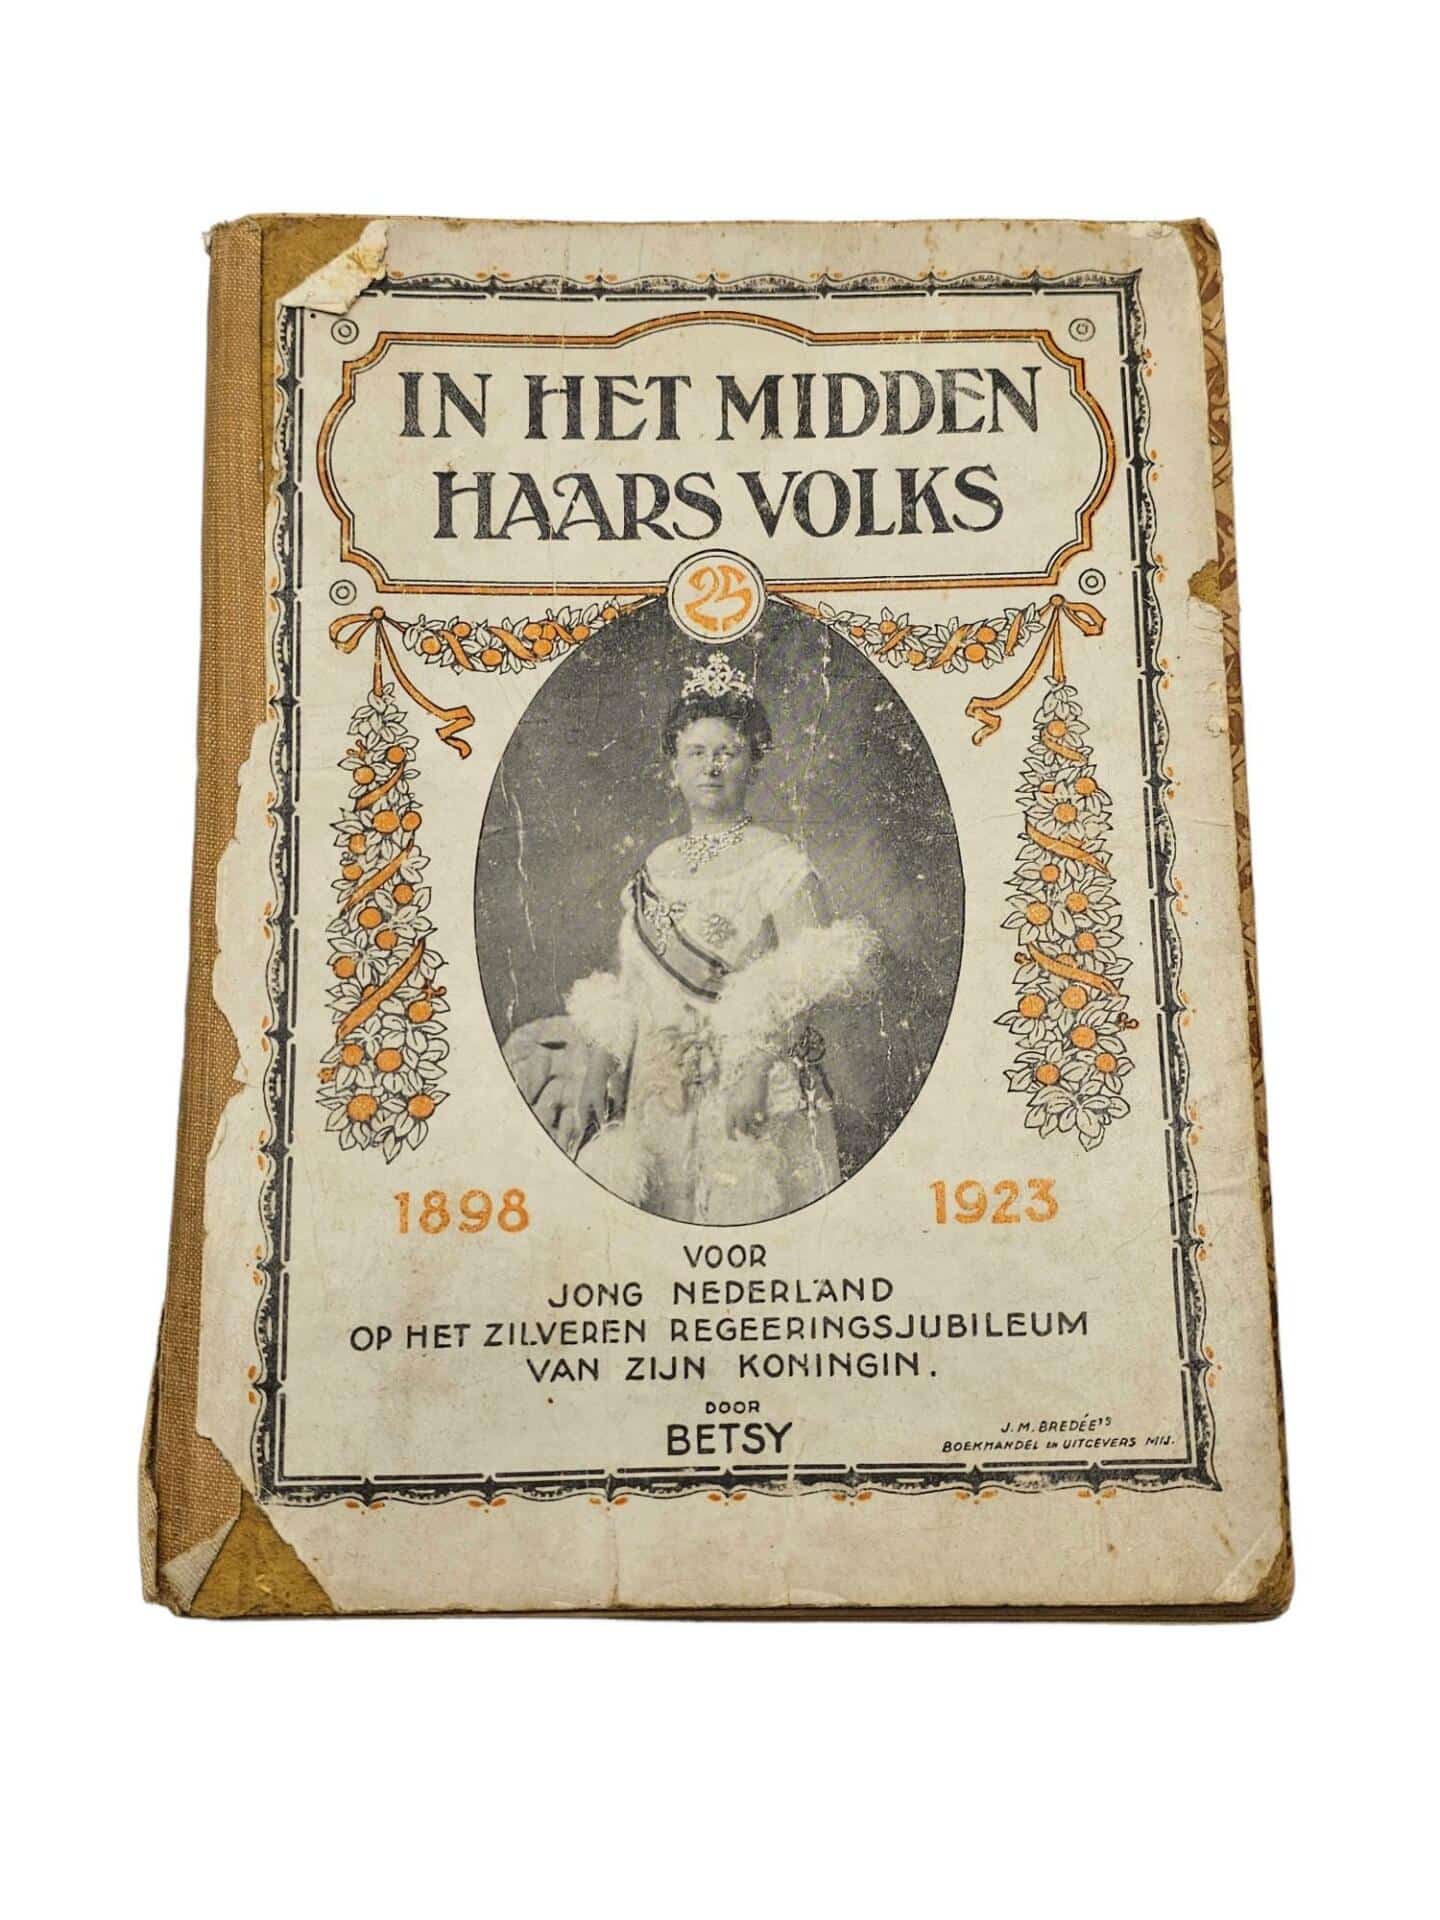 IN HET MIDDEN
HAARS VOLKS
25
1898 1923
VOOR
JONG NEDERLAND
OP HET ZILVEREN REGEERINGSJUBILEUM
VAN ZIJN KONINGIN.
DOOR
BETSY
J. M. BREDÉE'S
BOEKHANDEL EN UITGEVERS MIJ.